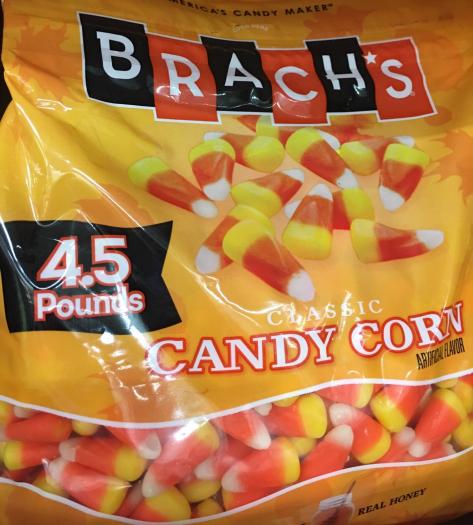 AMERICA'S CANDY MAKER
BRACH'S
4.5
Pounds
CLASSIC
CANDY CORN
ARTIFICIAL FLAVOR
REAL HONEY